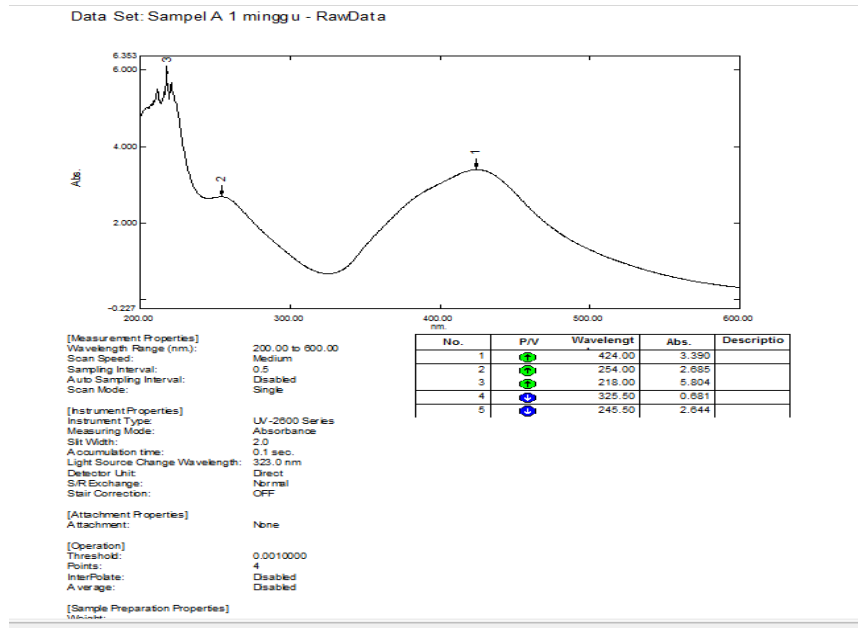 Data Set: Sampel A 1 minggu - RawData
6.353
6.000
4.000
2.000
-0.227
Abs.
3
2
1
200.00 300.00 400.00 500.00 600.00
nm.
[Measurement Properties]
Wavelength Range (nm.): 200.00 to 600.00
Scan Speed: Medium
Sampling Interval: 0.5
Auto Sampling Interval: Disabled
Scan Mode: Single
[Instrument Properties]
Instrument Type: UV-2600 Series
Measuring Mode: Absorbance
Slit Width: 2.0
Accumulation time: 0.1 sec.
Light Source Change Wavelength: 323.0 nm
Detector Unit: Direct
S/R Exchange: Normal
Stair Correction: OFF
[Attachment Properties]
Attachment: None
[Operation]
Threshold: 0.0010000
Points: 4
InterPolate: Disabled
Average: Disabled
[Sample Preparation Properties]
Weight:
No. P/V Wavelengt Abs. Descriptio
1 424.00 3.390
2 254.00 2.685
3 218.00 5.804
4 325.50 0.681
5 245.50 2.644